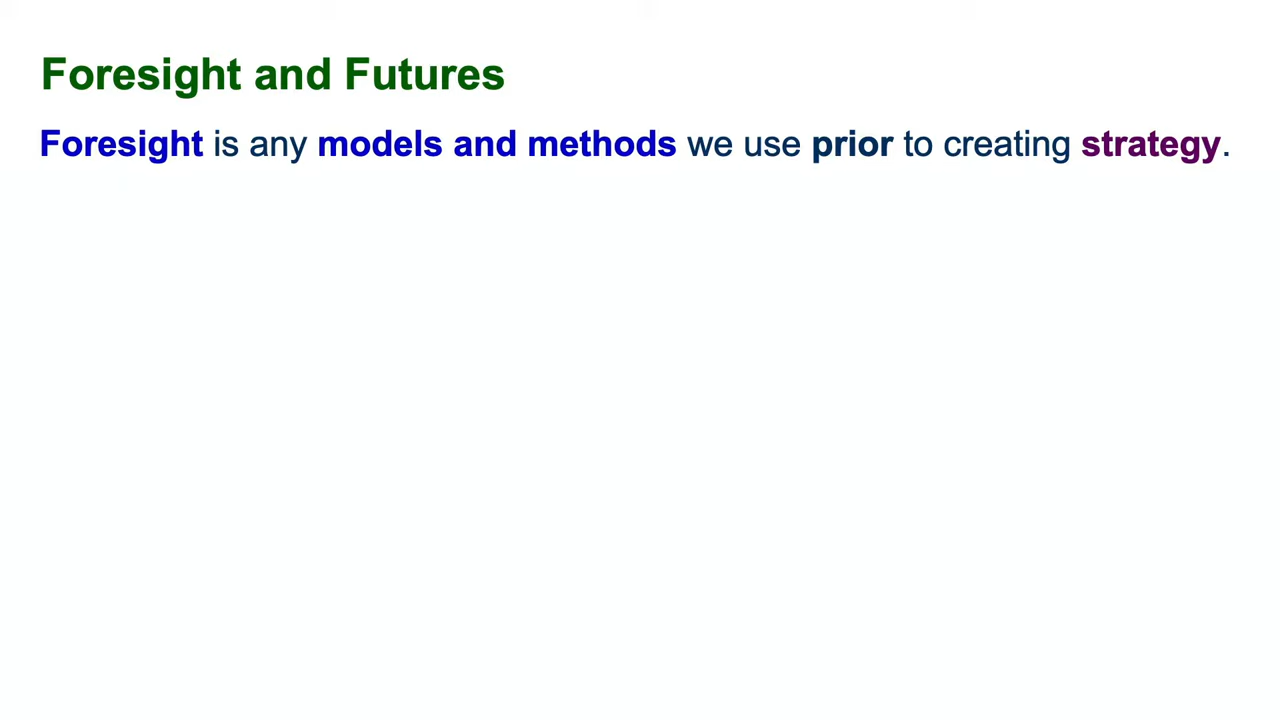 Foresight and Futures
Foresight is any models and methods we use prior to creating strategy.